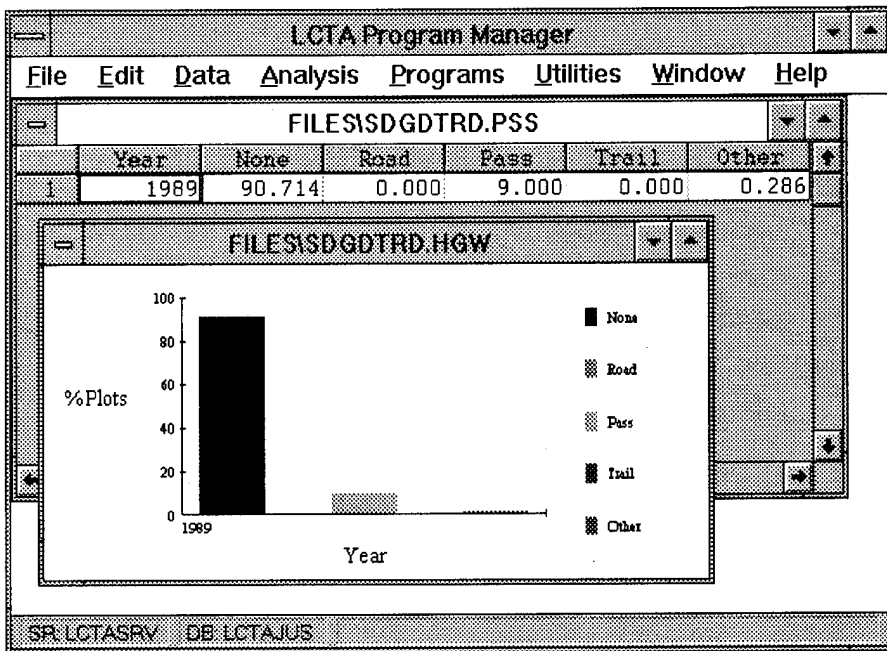 LCTA Program Manager
File Edit Data Analysis Programs Utilities Window Help
FILES\SDGDTRD.PSS
Year None Road Pass Trail Other
1 1989 90.714 0.000 9.000 0.000 0.286
FILES\SDGDTRD.HGW
100
80
60
40
20
0
%Plots
1989
Year
None
Road
Pass
Trail
Other
SR: LCTASRV DB: LCTAJUS